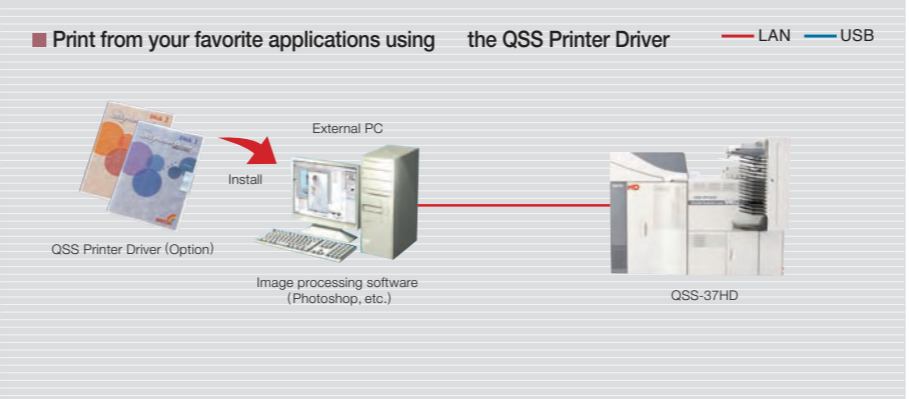 Print from your favorite applications using the QSS Printer Driver
LAN USB
External PC
Install
QSS Printer Driver (Option)
Image processing software
(Photoshop, etc.)
QSS-37HD